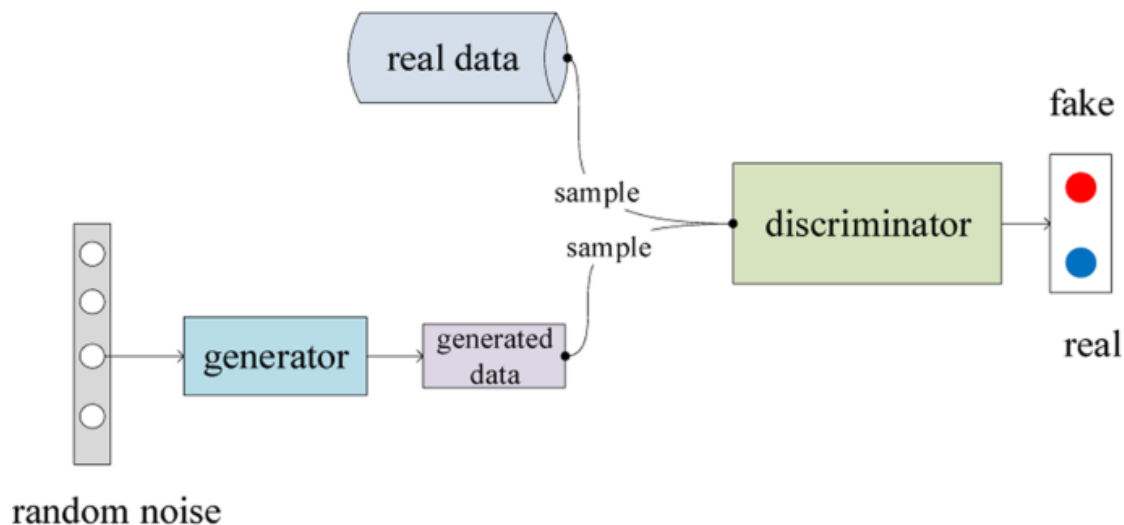 real data
fake
sample
discriminator
sample
generator
generated
data
real
random noise